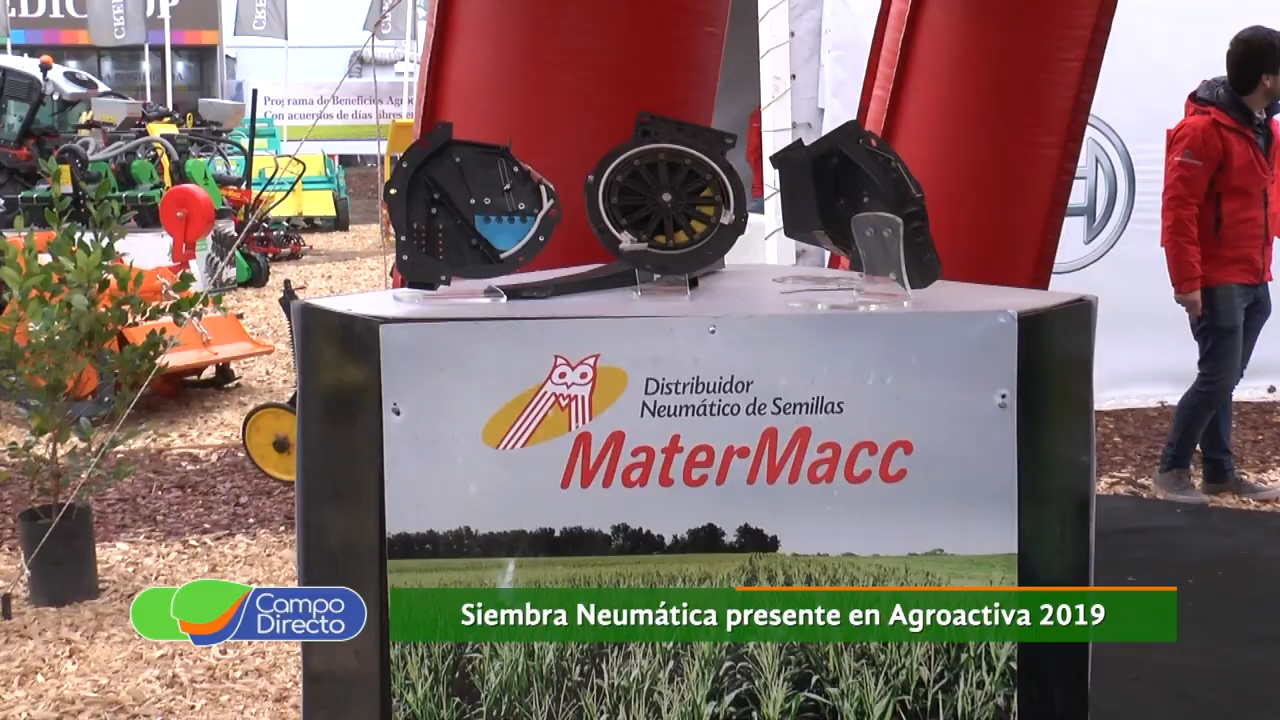 Programa de Beneficios
Con acuerdos de días libres
Distribuidor
Neumático de Semillas
MaterMacc
Campo
Directo
Siembra Neumática presente en Agroactiva 2019